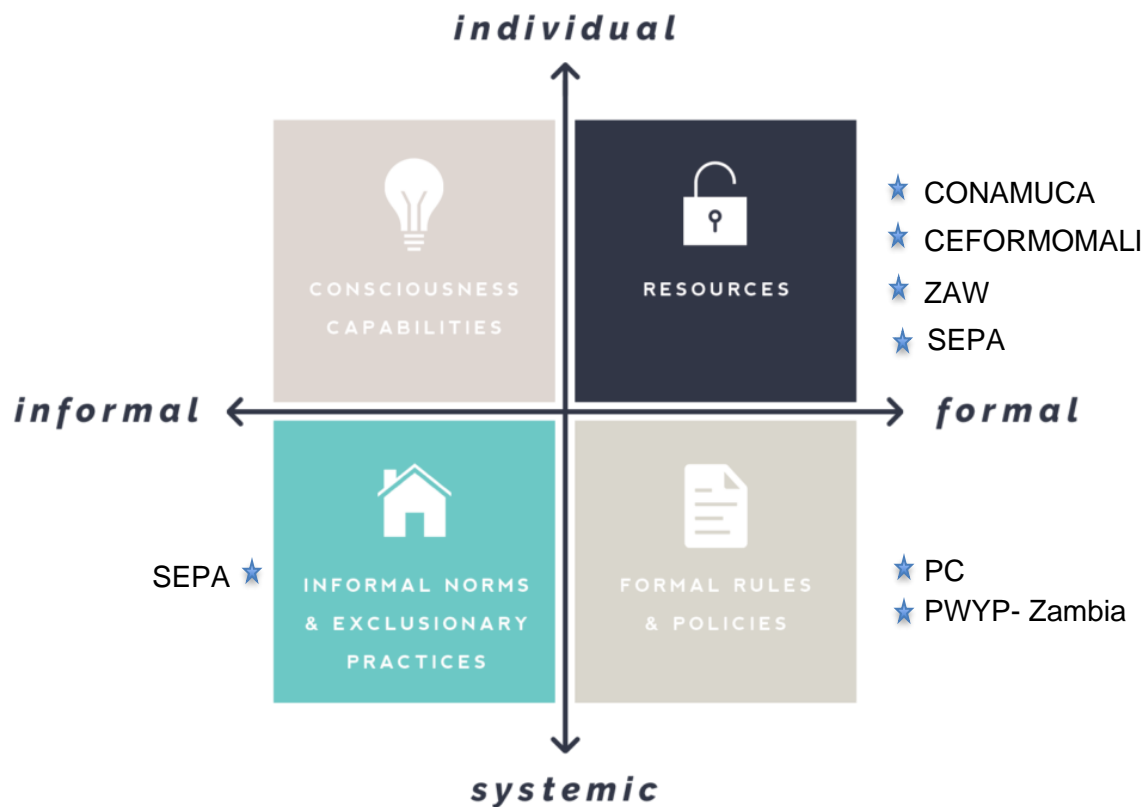 individual
CONSCIOUSNESS
CAPABILITIES
RESOURCES
CONAMUCA
CEFORMOMALI
ZAW
SEPA
informal
formal
SEPA
INFORMAL NORMS
& EXCLUSIONARY
PRACTICES
FORMAL RULES
& POLICIES
PC
PWYP- Zambia
systemic